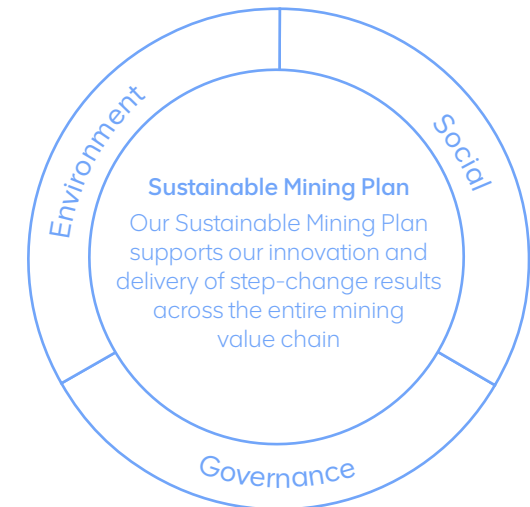 Environment
Social
Sustainable Mining Plan
Our Sustainable Mining Plan
supports our innovation and
delivery of step-change results
across the entire mining
value chain
Governance